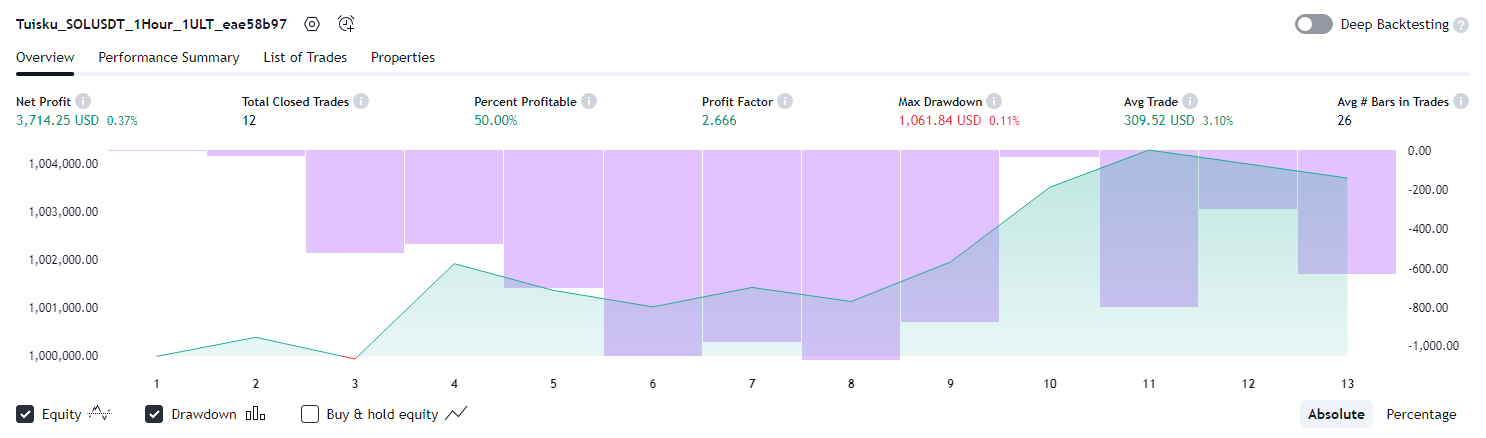 Tuisku_SOLUSDT_1Hour_1ULT_eae58b97
Deep Backtesting ?
Overview Performance Summary List of Trades Properties
Net Profit Total Closed Trades Percent Profitable Profit Factor Max Drawdown Avg Trade Avg # Bars in Trades
3,714.25 USD 0.37% 12 50.00% 2.666 1,061.84 USD 0.11% 309.52 USD 3.10% 26
1,004,000.00
1,003,000.00
1,002,000.00
1,001,000.00
1,000,000.00
0.00
-200.00
-400.00
-600.00
-800.00
-1,000.00
1 2 3 4 5 6 7 8 9 10 11 12 13
Equity Drawdown Buy & hold equity Absolute Percentage